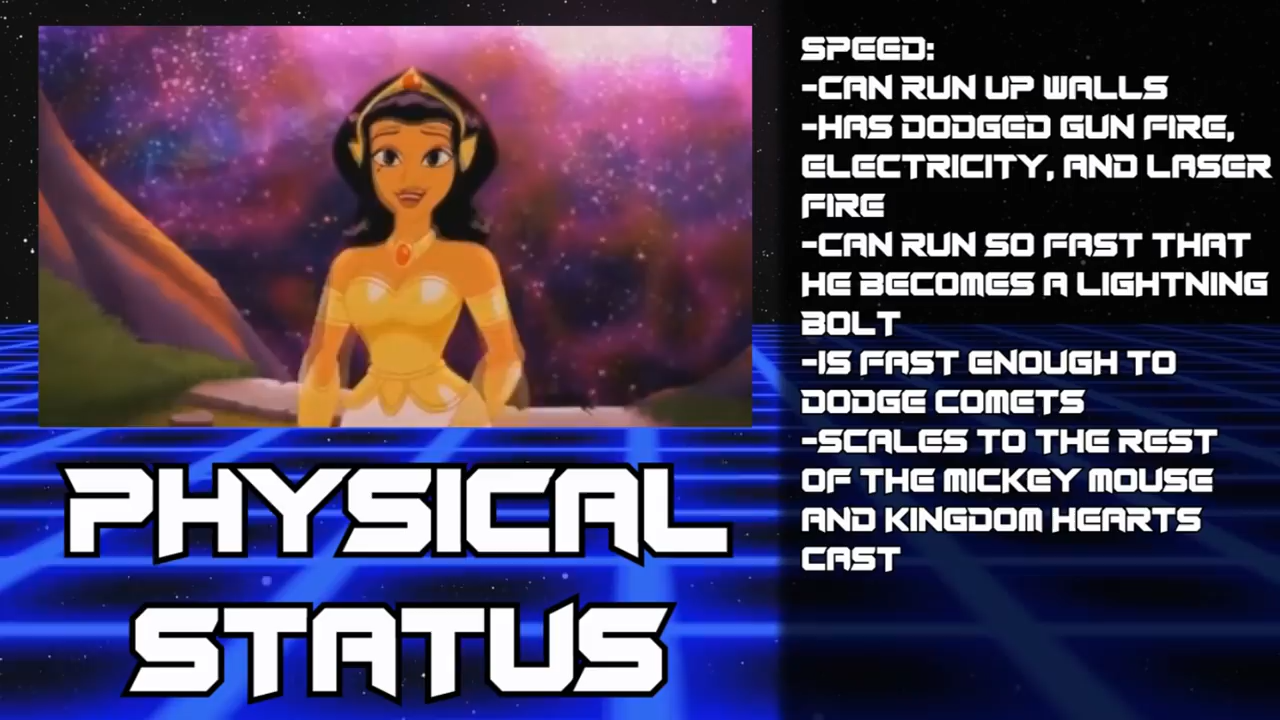 SPEED:
-CAN RUN UP WALLS
-HAS DODGED GUN FIRE,
ELECTRICITY, AND LASER
FIRE
-CAN RUN SO FAST THAT
HE BECOMES A LIGHTNING
BOLT
-IS FAST ENOUGH TO
DODGE COMETS
-SCALES TO THE REST
OF THE MICKEY MOUSE
AND KINGDOM HEARTS
CAST
PHYSICAL
STATUS